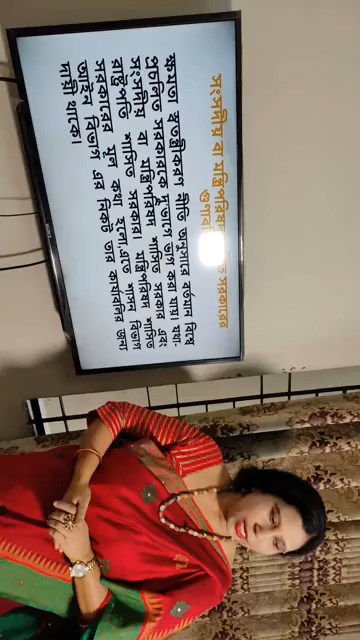 সংসদীয় বা মন্ত্রিপরিষদ শাসিত সরকারের
গুণাবলী
ক্ষমতা স্বতন্ত্রীকরণ নীতি অনুসারে বর্তমান বিশ্বে
প্রচলিত সরকারকে দু'ভাগে ভাগ করা যায়। যথা-
সংসদীয় বা মন্ত্রিপরিষদ শাসিত সরকার এবং
রাষ্ট্রপতি শাসিত সরকার। মন্ত্রিপরিষদ শাসিত
সরকারের মূল কথা হলো,এতে শাসন বিভাগ
আইন বিভাগ এর নিকট তার কার্যাবলির জন্য
দায়ী থাকে।